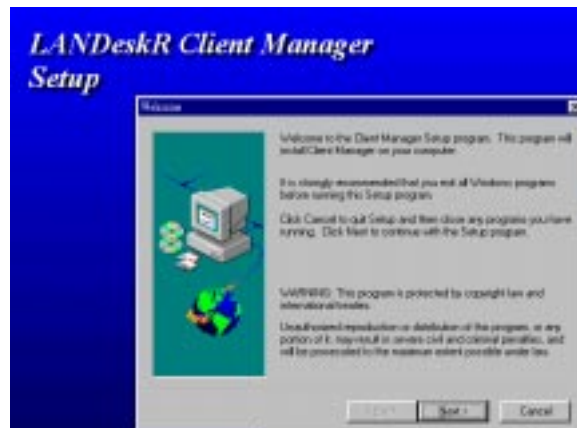 LANDeskR Client Manager
Setup
Welcome
Welcome to the Client Manager Setup program. This program will
install Client Manager on your computer.
It is strongly recommended that you exit all Windows programs
before running this Setup program.
Click Cancel to quit Setup and then close any programs you have
running. Click Next to continue with the Setup program.
WARNING: This program is protected by copyright law and
international treaties.
Unauthorized reproduction or distribution of this program, or any
portion of it, may result in severe civil and criminal penalties, and
will be prosecuted to the maximum extent possible under law.
Next >
Cancel